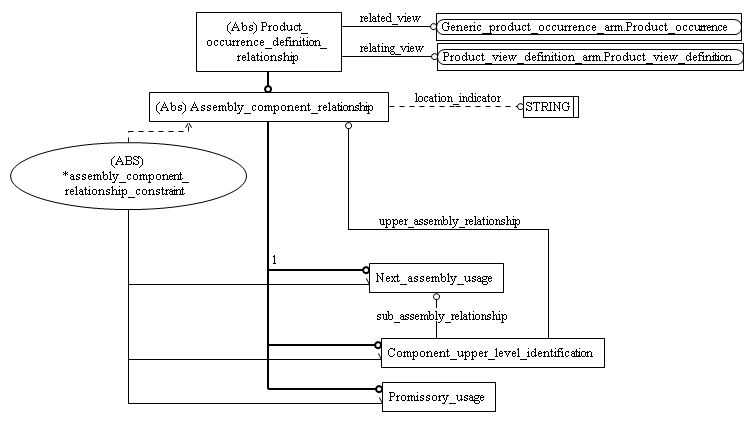 (Abs) Product_
occurrence_definition_
relationship
related_view
Generic_product_occurrence_arm.Product_occurrence
relating_view
Product_view_definition_arm.Product_view_definition
(Abs) Assembly_component_relationship
location_indicator
STRING
(ABS)
*assembly_component_
relationship_constraint
upper_assembly_relationship
1
Next_assembly_usage
sub_assembly_relationship
Component_upper_level_identification
Promissory_usage